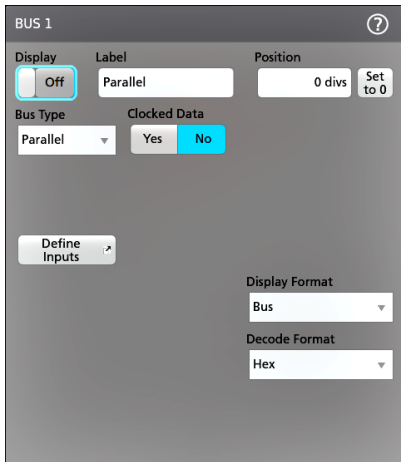 BUS 1
?
Display
Label
Position
Off
Parallel
0 divs
Set
to 0
Bus Type
Clocked Data
Parallel
Yes
No
Define
Inputs
Display Format
Bus
Decode Format
Hex